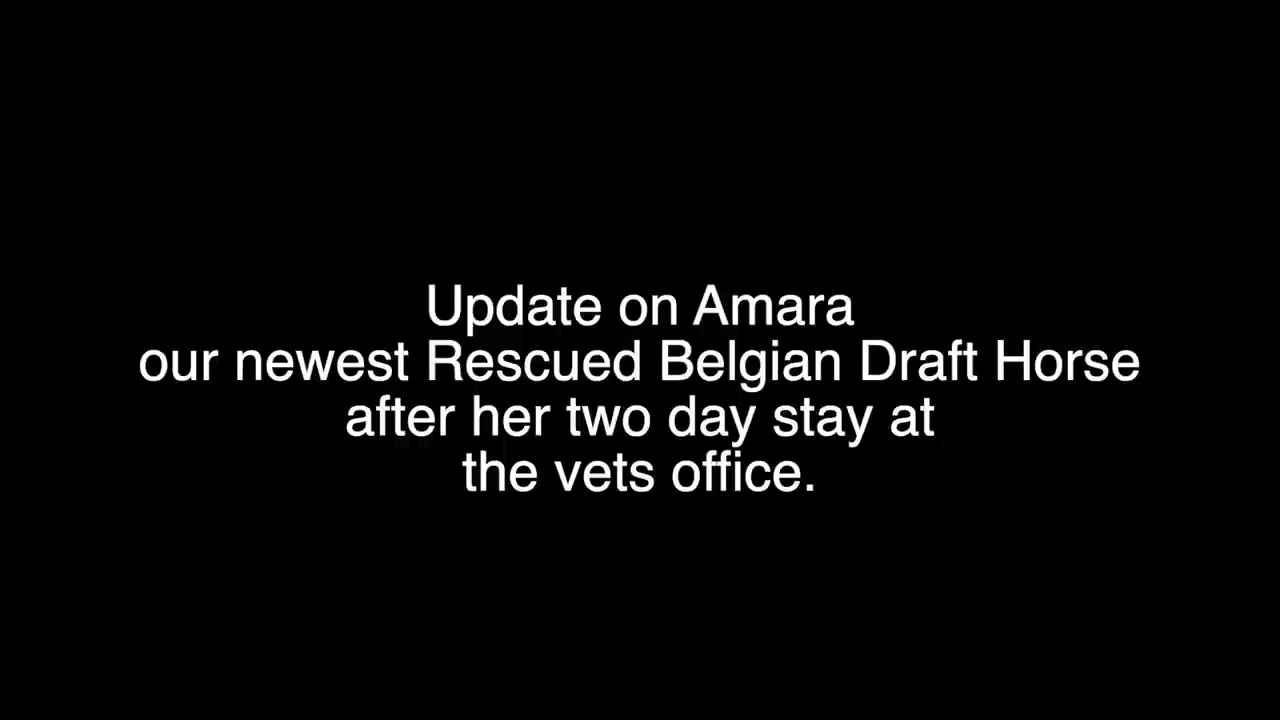 Update on Amara
our newest Rescued Belgian Draft Horse
after her two day stay at
the vets office.